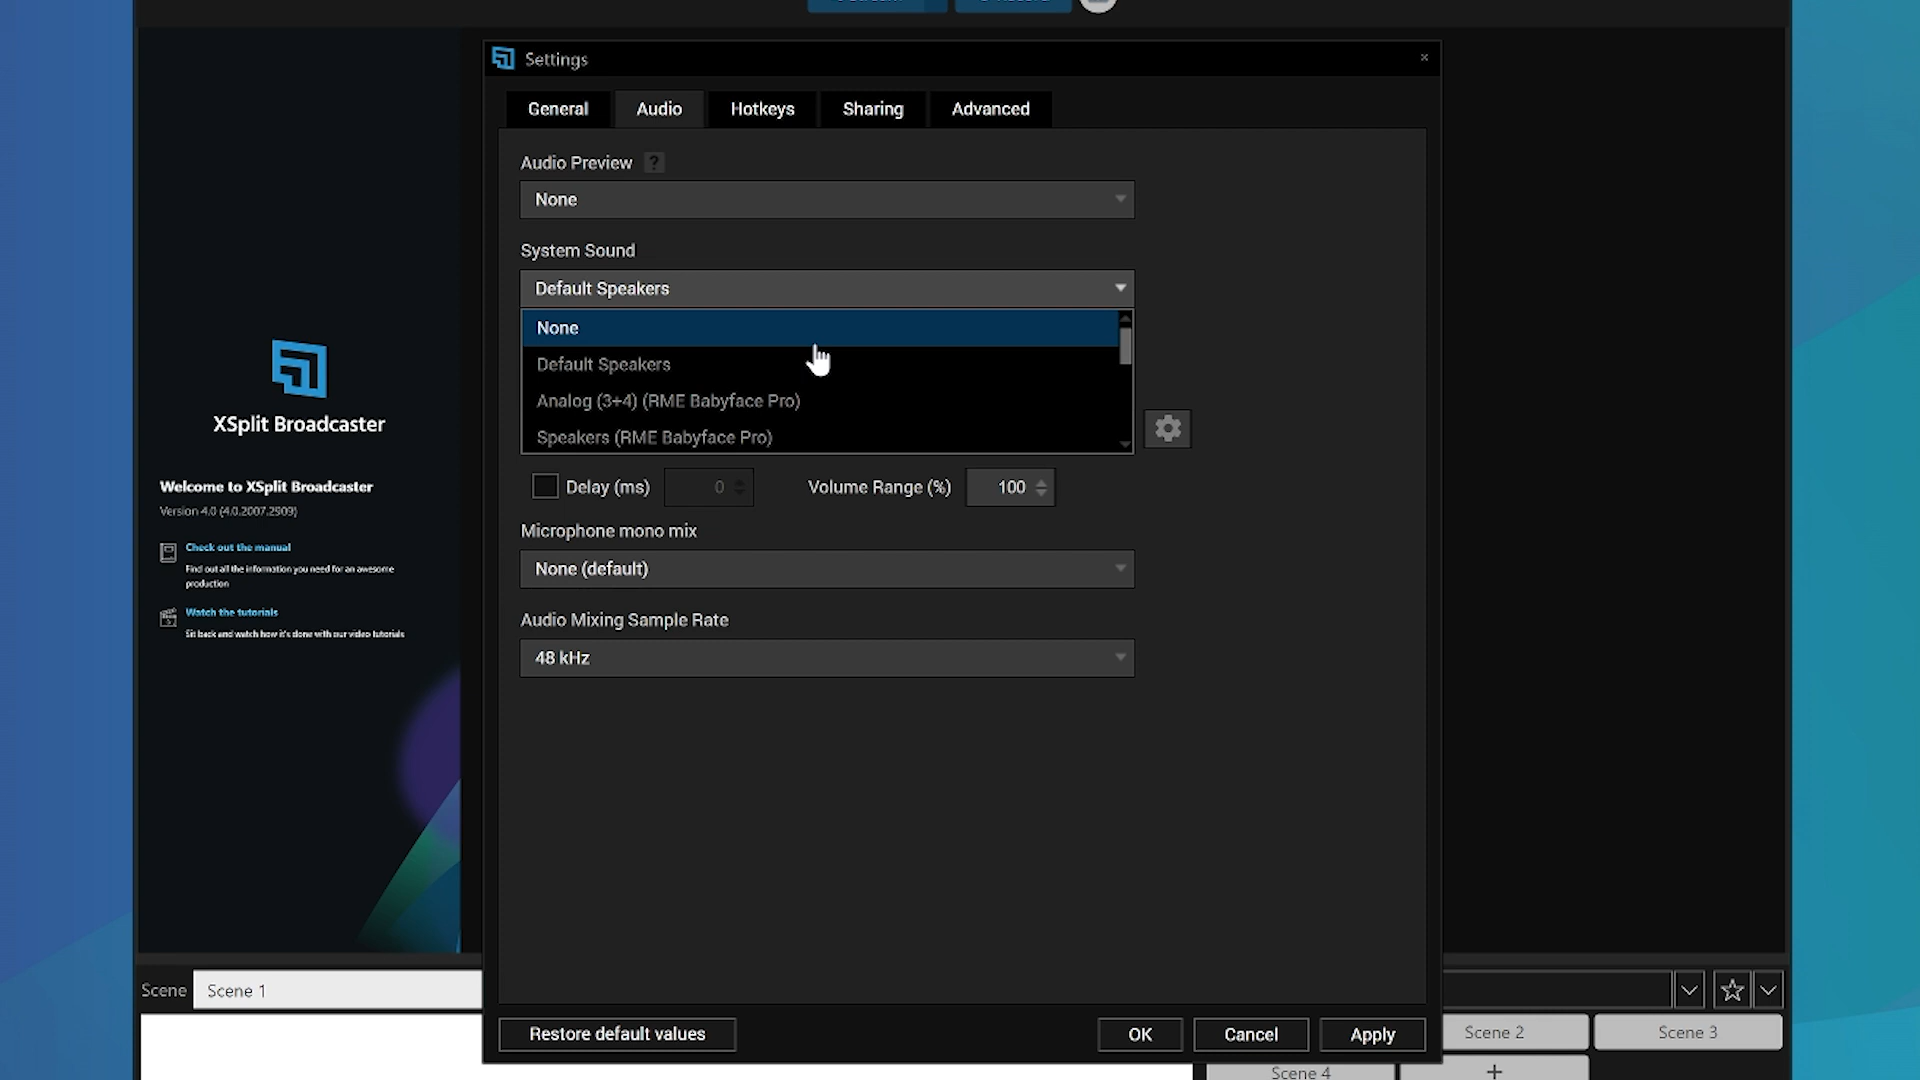 Settings
General
Audio
Hotkeys
Sharing
Advanced
Audio Preview ?
None
System Sound
Default Speakers
None
Default Speakers
Analog (3+4) (RME Babyface Pro)
Speakers (RME Babyface Pro)
Delay (ms) 0 Volume Range (%) 100
Microphone mono mix
None (default)
Audio Mixing Sample Rate
48 kHz
Restore default values
OK
Cancel
Apply
XSplit Broadcaster
Welcome to XSplit Broadcaster
Version 4.0 (4.0.2007.2909)
Check out the manual
Find out all the information you need for an awesome
production
Watch the tutorials
Sit back and watch how it's done with our video tutorials
Scene Scene 1
Scene 2
Scene 3
Scene 4
+